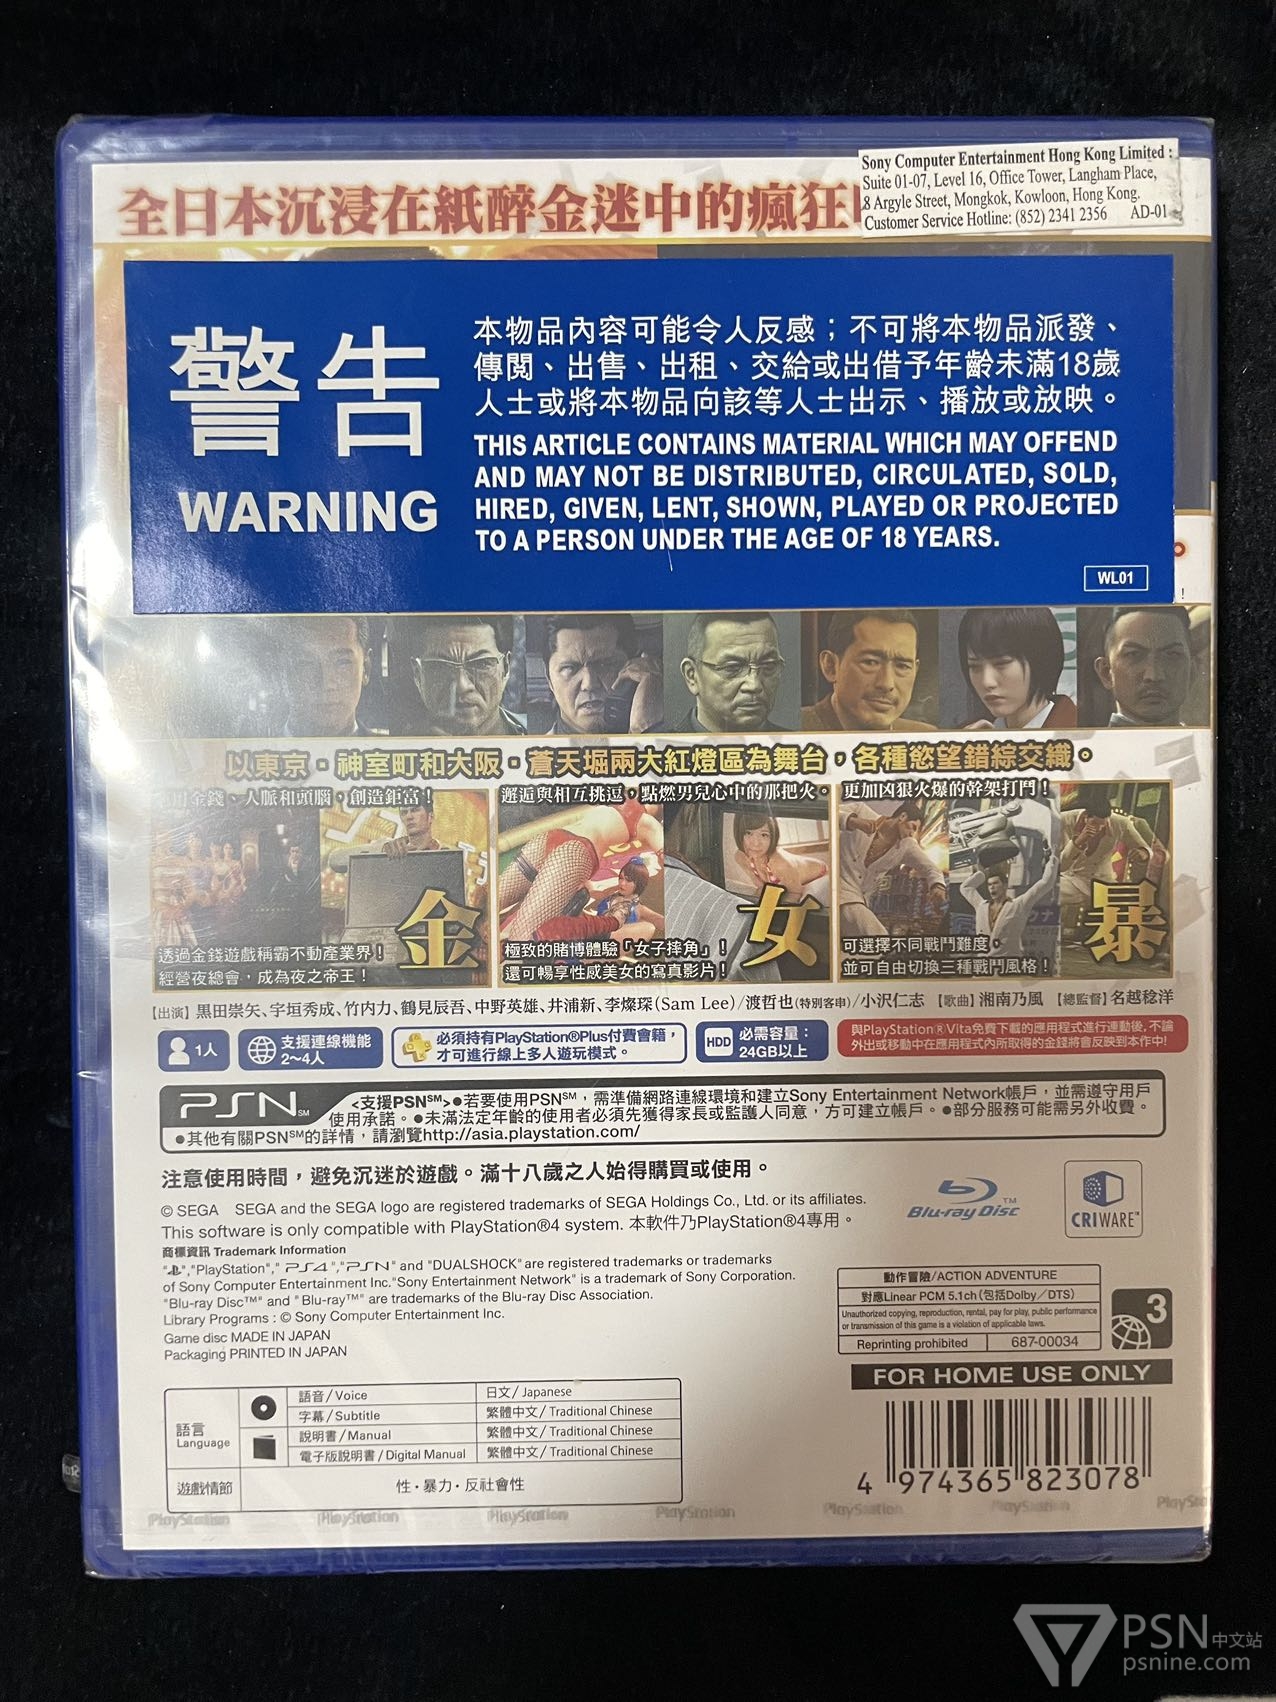 全日本沉浸在紙醉金迷中的瘋狂
Sony Computer Entertainment Hong Kong Limited :
Suite 01-07, Level 16, Office Tower, Langham Place,
8 Argyle Street, Mongkok, Kowloon, Hong Kong.
Customer Service Hotline: (852) 2341 2356 AD-01
警告
WARNING
本物品內容可能令人反感；不可將本物品派發、
傳閱、出售、出租、交給或出借予年齡未滿18歲
人士或將本物品向該等人士出示、播放或放映。
THIS ARTICLE CONTAINS MATERIAL WHICH MAY OFFEND
AND MAY NOT BE DISTRIBUTED, CIRCULATED, SOLD,
HIRED, GIVEN, LENT, SHOWN, PLAYED OR PROJECTED
TO A PERSON UNDER THE AGE OF 18 YEARS.
WL01
以東京・神室町和大阪・蒼天堀兩大紅燈區為舞台，各種慾望錯綜交織。
用金錢、人脈和頭腦，創造鉅富！
金
透過金錢遊戲稱霸不動產業界！
經營夜總會，成為夜之帝王！
邂逅與相互挑逗，點燃男兒心中的那把火。
女
極致的賭博體驗「女子摔角」！
還可暢享性感美女的寫真影片！
更加凶狠火爆的幹架打鬥！
暴
可選擇不同戰鬥難度，
並可自由切換三種戰鬥風格！
【出演】黒田崇矢、宇垣秀成、竹內力、鶴見辰吾、中野英雄、井浦新、李燦琛(Sam Lee)/渡哲也(特別客串)/小沢仁志 【歌曲】湘南乃風 【總監督】名越稔洋
1人
支援連線機能
2～4人
必須持有PlayStation®Plus付費會籍，
才可進行線上多人遊玩模式。
HDD
必需容量：
24GB以上
與PlayStation® Vita免費下載的應用程式進行連動後，不論
外出或移動中在應用程式內所取得的金錢將會反映到本作中!
PSN℠
<支援PSN℠>●若要使用PSN℠，需準備網路連線環境和建立Sony Entertainment Network帳戶，並需遵守用戶
使用承諾。●未滿法定年齡的使用者必須先獲得家長或監護人同意，方可建立帳戶。●部分服務可能需另外收費。
●其他有關PSN℠的詳情，請瀏覽http://asia.playstation.com/
注意使用時間，避免沉迷於遊戲。滿十八歲之人始得購買或使用。
© SEGA SEGA and the SEGA logo are registered trademarks of SEGA Holdings Co., Ltd. or its affiliates.
This software is only compatible with PlayStation®4 system. 本軟件乃PlayStation®4專用。
商標資訊 Trademark Information
" ","PlayStation"," PS4 ","PSN" and "DUALSHOCK" are registered trademarks or trademarks
of Sony Computer Entertainment Inc."Sony Entertainment Network" is a trademark of Sony Corporation.
"Blu-ray Disc™" and " Blu-ray™" are trademarks of the Blu-ray Disc Association.
Library Programs : © Sony Computer Entertainment Inc.
Game disc MADE IN JAPAN
Packaging PRINTED IN JAPAN
Blu-ray Disc™
CRIWARE™
動作冒險/ACTION ADVENTURE
對應Linear PCM 5.1ch(包括Dolby／DTS)
Unauthorized copying, reproduction, rental, pay for play, public performance
or transmission of this game is a violation of applicable laws.
Reprinting prohibited 687-00034
3
FOR HOME USE ONLY
語言
Language
語音/Voice 日文/Japanese
字幕/Subtitle 繁體中文/Traditional Chinese
說明書/Manual 繁體中文/Traditional Chinese
電子版說明書/Digital Manual 繁體中文/Traditional Chinese
遊戲情節 性・暴力・反社會性
4 974365 823078
PlayStation PlayStation PlayStation PlayStation PlayStation PlayStation
PSN中文站
psnine.com